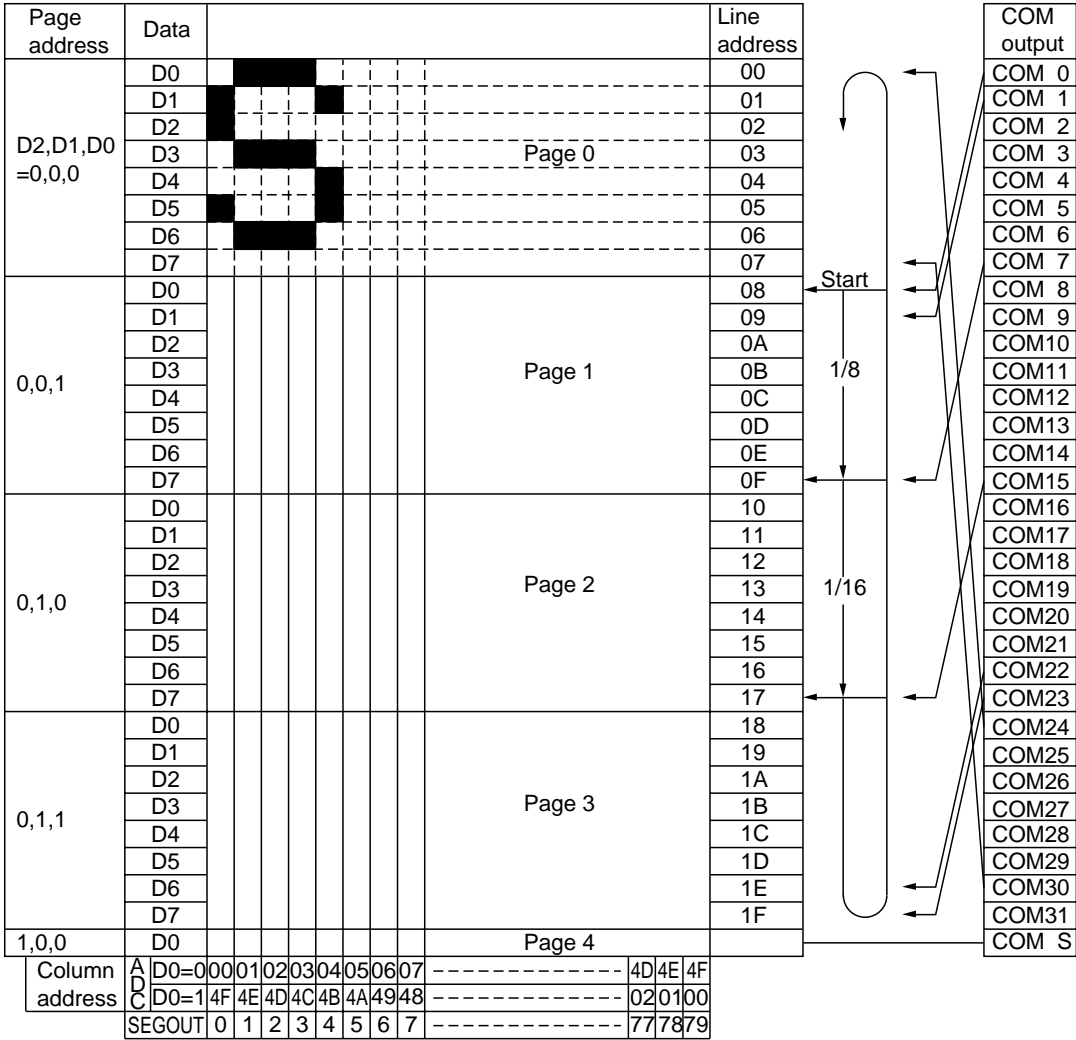 Page address Data Line address COM output
D0 00 COM 0
D1 01 COM 1
D2 02 COM 2
D2,D1,D0 =0,0,0 D3 Page 0 03 COM 3
D4 04 COM 4
D5 05 COM 5
D6 06 COM 6
D7 07 COM 7
D0 08 Start COM 8
D1 09 COM 9
D2 0A COM10
0,0,1 D3 Page 1 0B 1/8 COM11
D4 0C COM12
D5 0D COM13
D6 0E COM14
D7 0F COM15
D0 10 COM16
D1 11 COM17
D2 12 COM18
0,1,0 D3 Page 2 13 1/16 COM19
D4 14 COM20
D5 15 COM21
D6 16 COM22
D7 17 COM23
D0 18 COM24
D1 19 COM25
D2 1A COM26
0,1,1 D3 Page 3 1B COM27
D4 1C COM28
D5 1D COM29
D6 1E COM30
D7 1F COM31
1,0,0 D0 Page 4 COM S
Column address ADC D0=0 00 01 02 03 04 05 06 07 4D 4E 4F
D0=1 4F 4E 4D 4C 4B 4A 49 48 02 01 00
SEGOUT 0 1 2 3 4 5 6 7 77 78 79